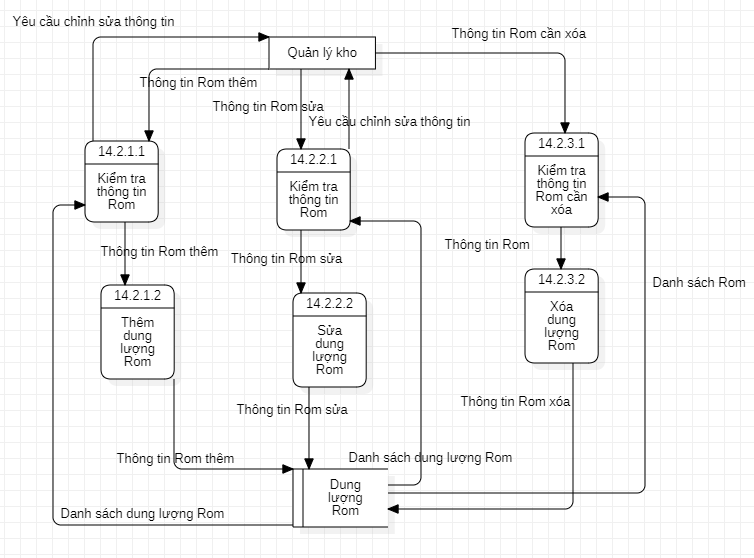 Yêu cầu chỉnh sửa thông tin
Quản lý kho
Thông tin Rom cần xóa
Thông tin Rom thêm
Thông tin Rom sửa
Yêu cầu chỉnh sửa thông tin
14.2.1.1
Kiểm tra
thông tin
Rom
14.2.2.1
Kiểm tra
thông tin
Rom
14.2.3.1
Kiểm tra
thông tin
Rom cần
xóa
Thông tin Rom thêm
Thông tin Rom sửa
Thông tin Rom
Danh sách Rom
14.2.1.2
Thêm
dung
lượng
Rom
14.2.2.2
Sửa
dung
lượng
Rom
14.2.3.2
Xóa
dung
lượng
Rom
Thông tin Rom sửa
Thông tin Rom xóa
Thông tin Rom thêm
Danh sách dung lượng Rom
Dung
lượng
Rom
Danh sách dung lượng Rom